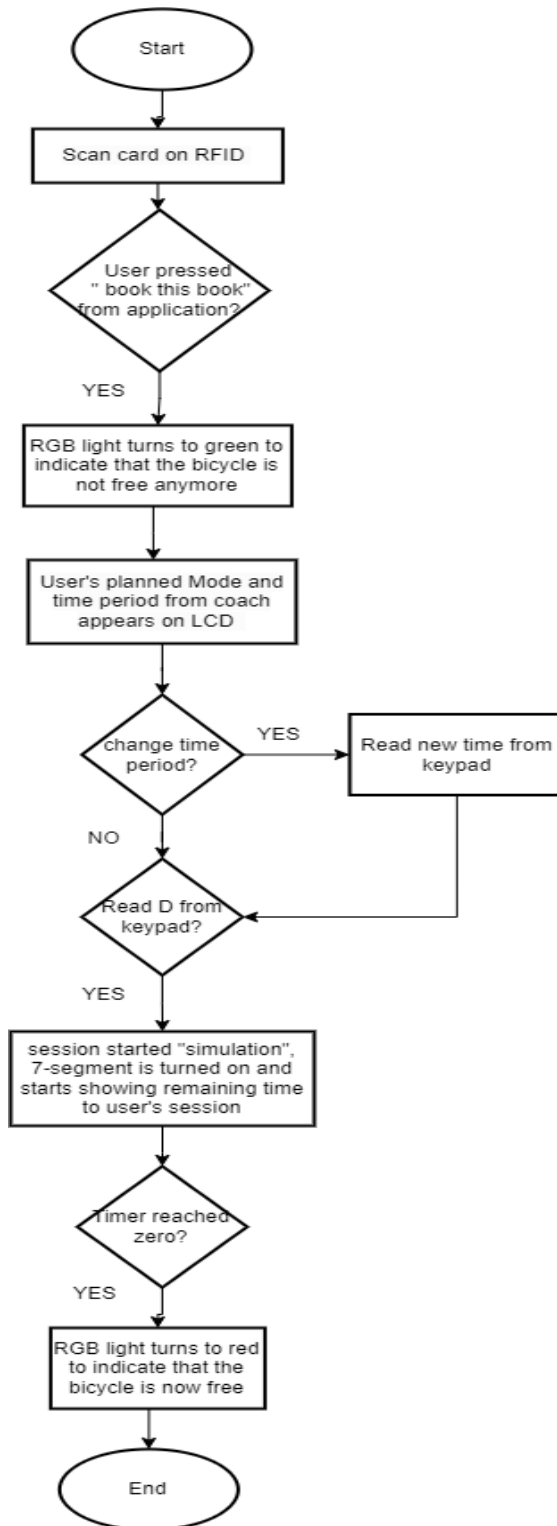 Start
Scan card on RFID
User pressed
" book this book"
from application?
YES
RGB light turns to green to
indicate that the bicycle is
not free anymore
User's planned Mode and
time period from coach
appears on LCD
change time
period?
YES
Read new time from
keypad
NO
Read D from
keypad?
YES
session started "simulation",
7-segment is turned on and
starts showing remaining time
to user's session
Timer reached
zero?
YES
RGB light turns to red
to indicate that the
bicycle is now free
End